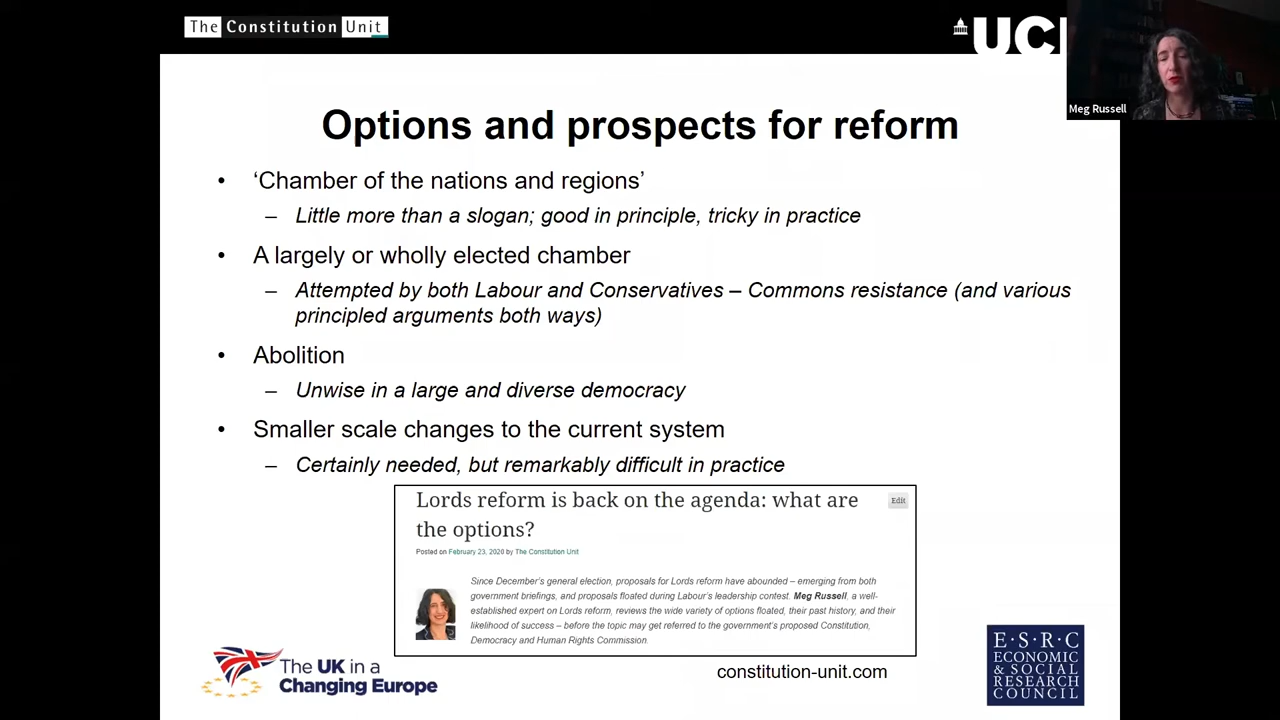 The Constitution Unit
UCL
Meg Russell
Options and prospects for reform
• ‘Chamber of the nations and regions’
– Little more than a slogan; good in principle, tricky in practice
• A largely or wholly elected chamber
– Attempted by both Labour and Conservatives – Commons resistance (and various
principled arguments both ways)
• Abolition
– Unwise in a large and diverse democracy
• Smaller scale changes to the current system
– Certainly needed, but remarkably difficult in practice
Lords reform is back on the agenda: what are
the options?
Edit
Posted on February 23, 2020 by The Constitution Unit
Since December's general election, proposals for Lords reform have abounded – emerging from both
government briefings, and proposals floated during Labour's leadership contest. Meg Russell, a well-
established expert on Lords reform, reviews the wide variety of options floated, their past history, and their
likelihood of success – before the topic may get referred to the government's proposed Constitution,
Democracy and Human Rights Commission.
The UK in a
Changing Europe
constitution-unit.com
E·S·R·C
ECONOMIC
& SOCIAL
RESEARCH
COUNCIL